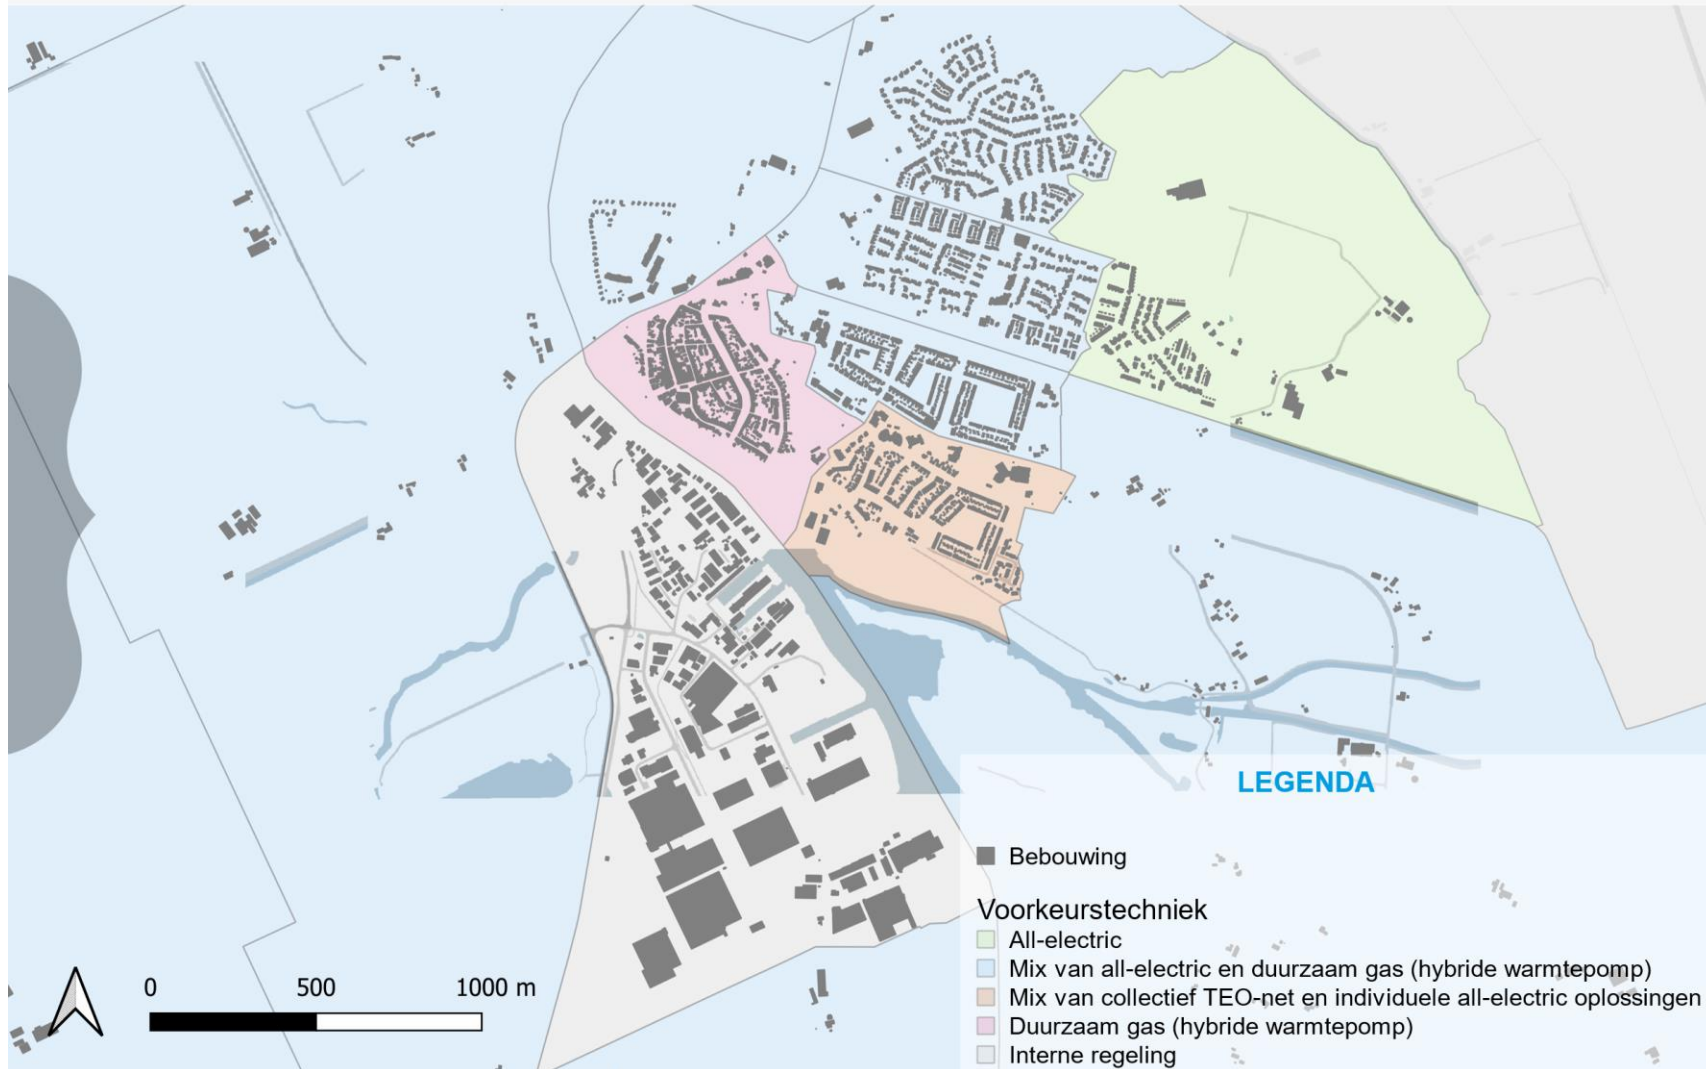 LEGENDA
Bebouwing
Voorkeurstechniek
All-electric
Mix van all-electric en duurzaam gas (hybride warmtepomp)
Mix van collectief TEO-net en individuele all-electric oplossingen
Duurzaam gas (hybride warmtepomp)
Interne regeling
0 500 1000 m